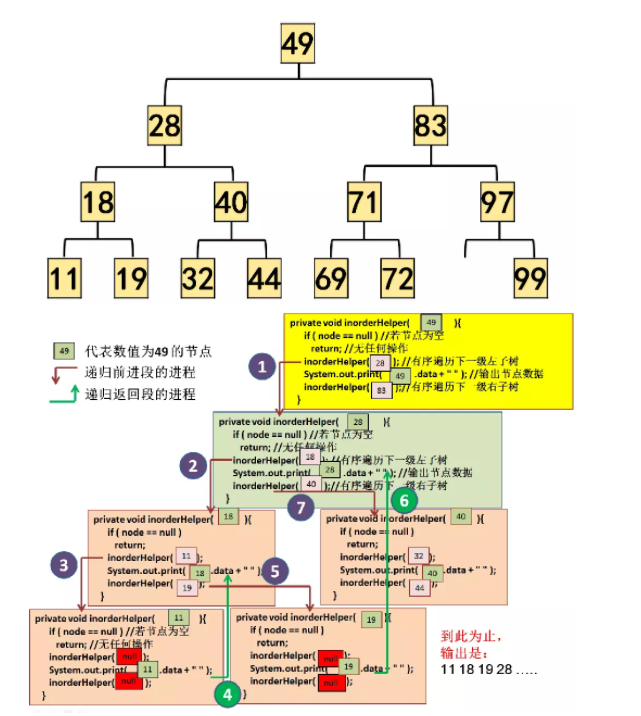 49
28 83
18 40 71 97
11 19 32 44 69 72 99
private void inorderHelper( 49 ){
if ( node == null ) //若节点为空
return; //无任何操作
inorderHelper( 28 );//有序遍历下一级左子树
System.out.print( 49 .data + " " ); //输出节点数据
inorderHelper( 83 );//有序遍历下一级右子树
}
49 代表数值为49的节点
递归前进段的进程
递归返回段的进程
1
private void inorderHelper( 28 ){
if ( node == null ) //若节点为空
return; //无任何操作
inorderHelper( 18 );//有序遍历下一级左子树
System.out.print( 28 .data + " " ); //输出节点数据
inorderHelper( 40 );//有序遍历下一级右子树
}
2
7
6
private void inorderHelper( 18 ){
if ( node == null )
return;
inorderHelper( 11 );
System.out.print( 18 .data + " " );
inorderHelper( 19 );
}
private void inorderHelper( 40 ){
if ( node == null )
return;
inorderHelper( 32 );
System.out.print( 40 .data + " " );
inorderHelper( 44 );
}
3
5
private void inorderHelper( 11 ){
if ( node == null ) //若节点为空
return; //无任何操作
inorderHelper( null );
System.out.print( 11 .data + " " );
inorderHelper( null );
}
4
private void inorderHelper( 19 ){
if ( node == null )
return;
inorderHelper( null );
System.out.print( 19 .data + " " );
inorderHelper( null );
}
到此为止，
输出是：
11 18 19 28 .....